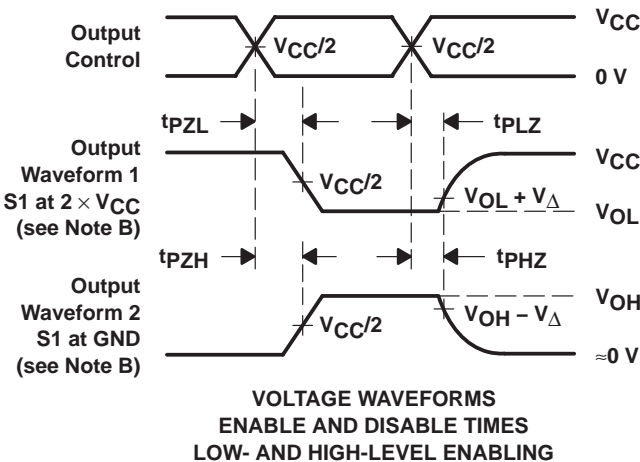 Output
Control
VCC/2
VCC/2
VCC
0 V
tPZL
tPLZ
Output
Waveform 1
S1 at 2 × VCC
(see Note B)
VCC/2
VOL + VΔ
VCC
VOL
tPZH
tPHZ
Output
Waveform 2
S1 at GND
(see Note B)
VCC/2
VOH − VΔ
VOH
≈0 V
VOLTAGE WAVEFORMS
ENABLE AND DISABLE TIMES
LOW- AND HIGH-LEVEL ENABLING